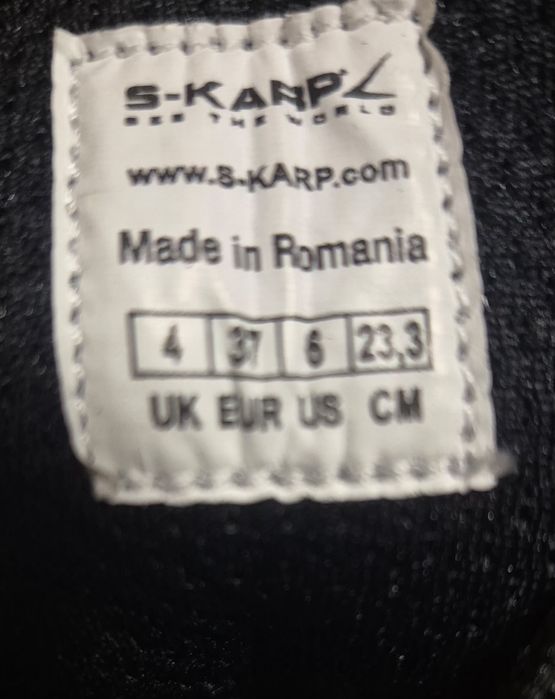 S-KARP
SEE THE WORLD
www.S-KARP.com
Made in Romania
4 37 6 23,3
UK EUR US CM